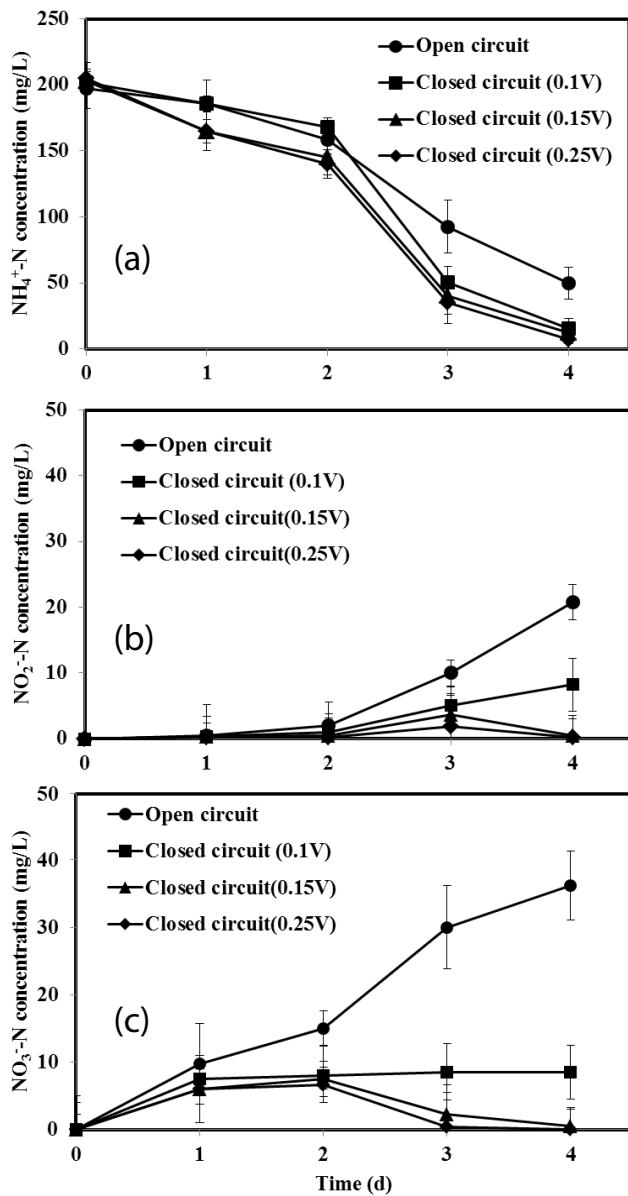 250
200
150
100
50
0
NH₄⁺-N concentration (mg/L)
Open circuit
Closed circuit (0.1V)
Closed circuit (0.15V)
Closed circuit (0.25V)
(a)
0 1 2 3 4
50
40
30
20
10
0
NO₂⁻-N concentration (mg/L)
Open circuit
Closed circuit (0.1V)
Closed circuit(0.15V)
Closed circuit(0.25V)
(b)
0 1 2 3 4
50
40
30
20
10
0
NO₃⁻-N concentration (mg/L)
Open circuit
Closed circuit (0.1V)
Closed circuit(0.15V)
Closed circuit(0.25V)
(c)
0 1 2 3 4
Time (d)